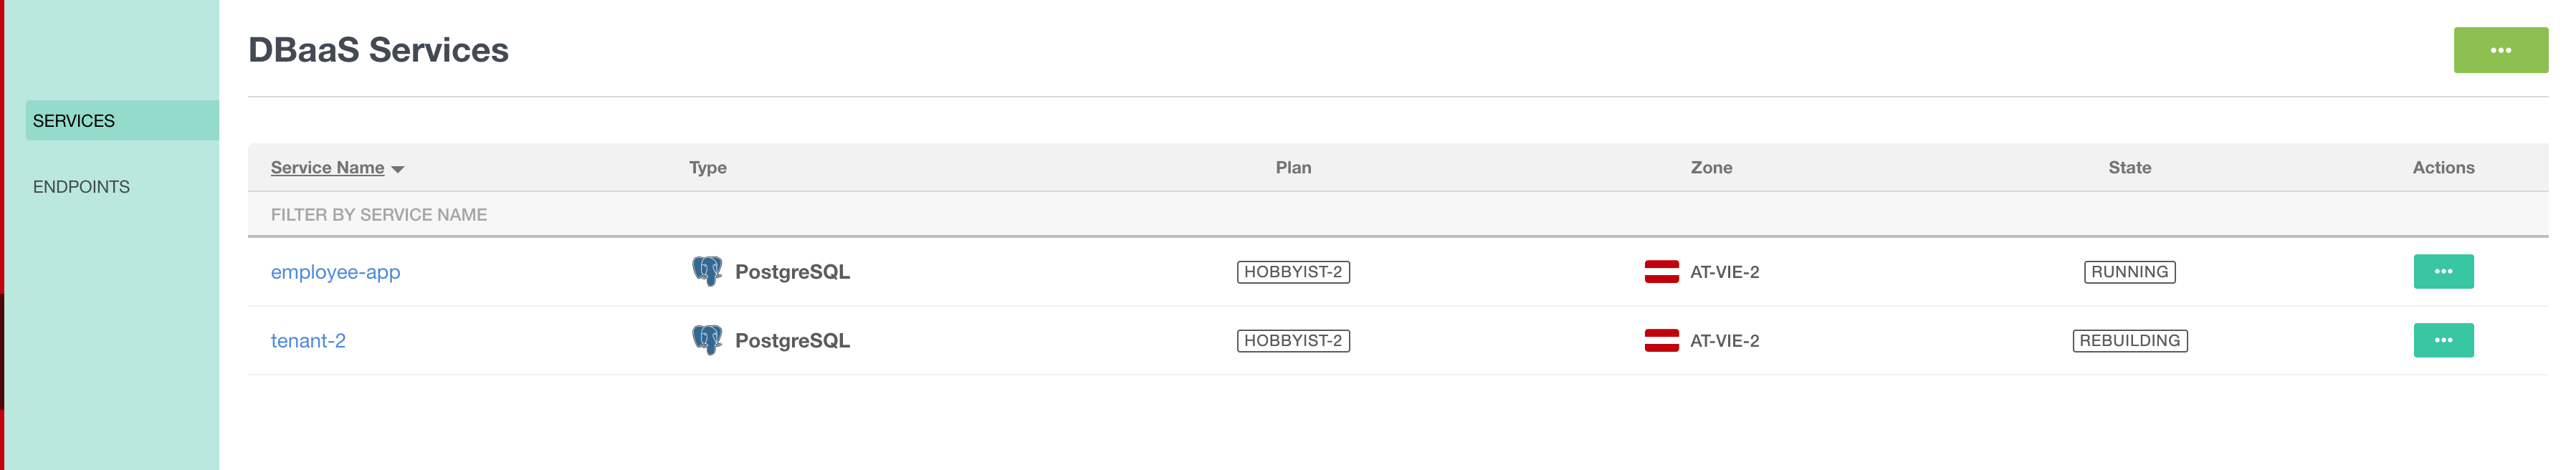 DBaaS Services
SERVICES
ENDPOINTS
Service Name Type Plan Zone State Actions
FILTER BY SERVICE NAME
employee-app PostgreSQL HOBBYIST-2 AT-VIE-2 RUNNING
tenant-2 PostgreSQL HOBBYIST-2 AT-VIE-2 REBUILDING